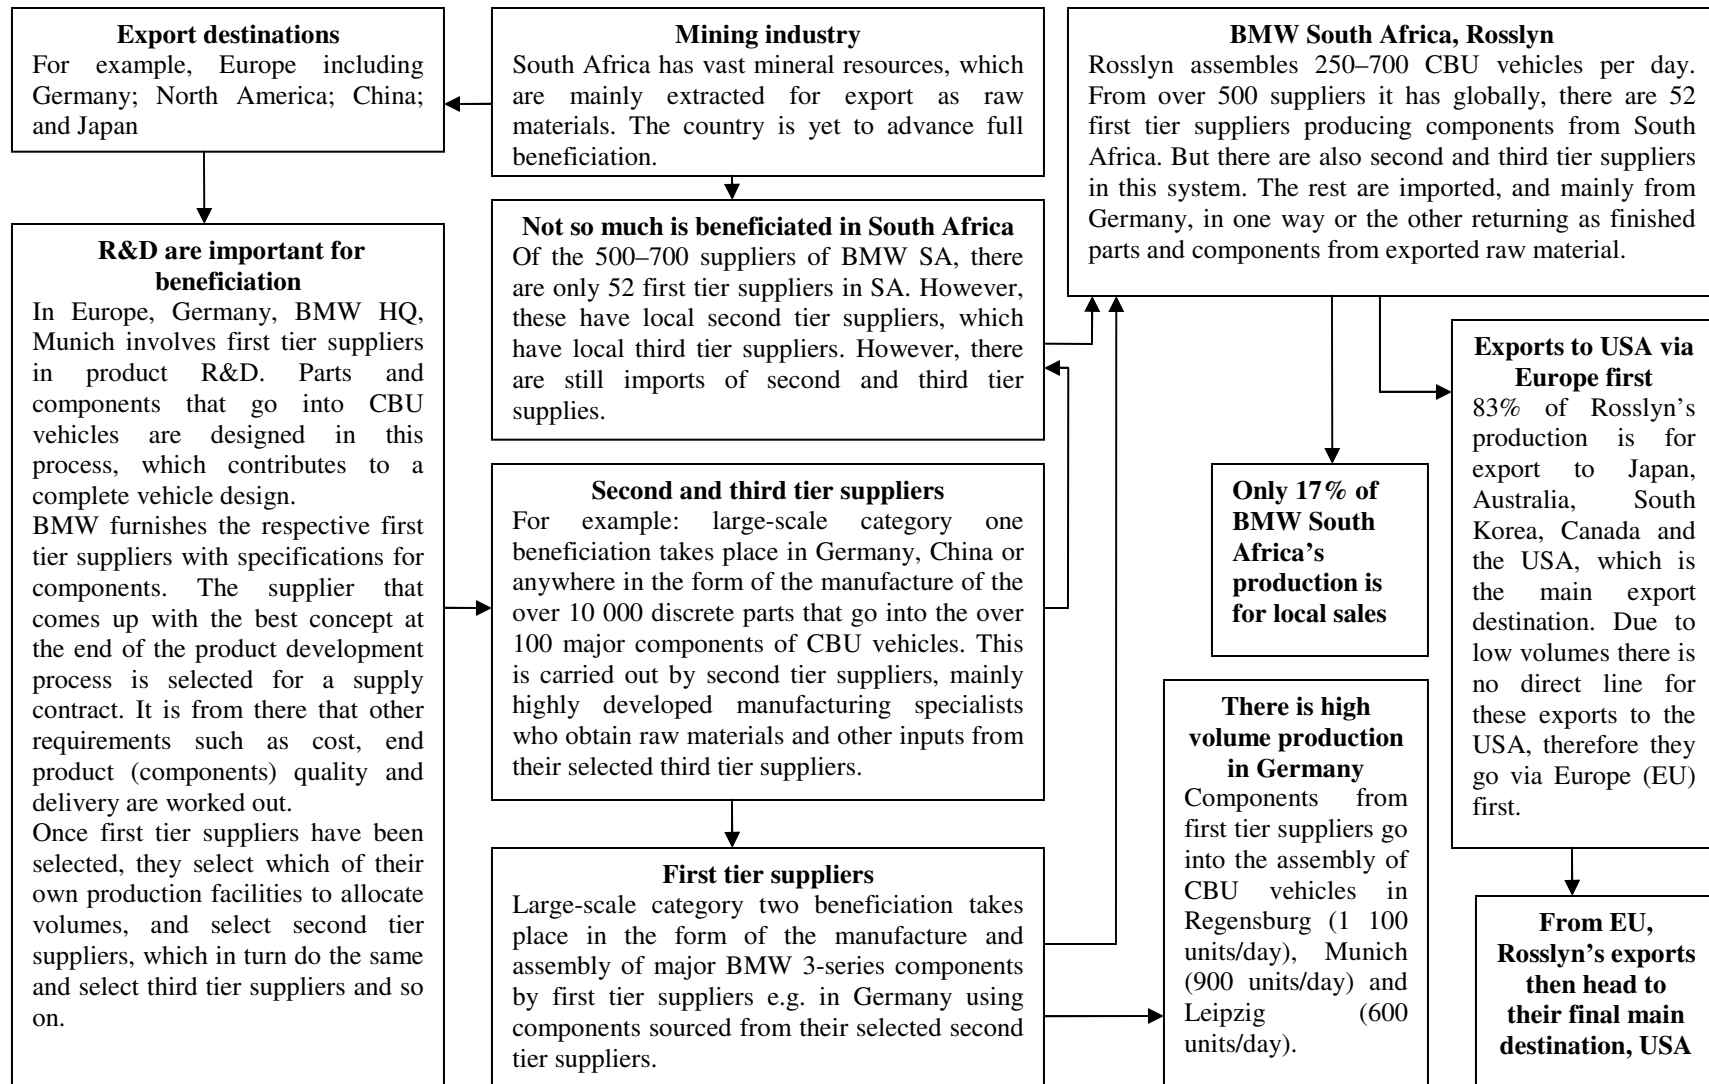 Export destinations
For example, Europe including
Germany; North America; China;
and Japan
Mining industry
South Africa has vast mineral resources, which
are mainly extracted for export as raw
materials. The country is yet to advance full
beneficiation.
BMW South Africa, Rosslyn
Rosslyn assembles 250–700 CBU vehicles per day.
From over 500 suppliers it has globally, there are 52
first tier suppliers producing components from South
Africa. But there are also second and third tier suppliers
in this system. The rest are imported, and mainly from
Germany, in one way or the other returning as finished
parts and components from exported raw material.
R&D are important for
beneficiation
In Europe, Germany, BMW HQ,
Munich involves first tier suppliers
in product R&D. Parts and
components that go into CBU
vehicles are designed in this
process, which contributes to a
complete vehicle design.
BMW furnishes the respective first
tier suppliers with specifications for
components. The supplier that
comes up with the best concept at
the end of the product development
process is selected for a supply
contract. It is from there that other
requirements such as cost, end
product (components) quality and
delivery are worked out.
Once first tier suppliers have been
selected, they select which of their
own production facilities to allocate
volumes, and select second tier
suppliers, which in turn do the same
and select third tier suppliers and so
on.
Not so much is beneficiated in South Africa
Of the 500–700 suppliers of BMW SA, there
are only 52 first tier suppliers in SA. However,
these have local second tier suppliers, which
have local third tier suppliers. However, there
are still imports of second and third tier
supplies.
Second and third tier suppliers
For example: large-scale category one
beneficiation takes place in Germany, China or
anywhere in the form of the manufacture of the
over 10 000 discrete parts that go into the over
100 major components of CBU vehicles. This
is carried out by second tier suppliers, mainly
highly developed manufacturing specialists
who obtain raw materials and other inputs from
their selected third tier suppliers.
First tier suppliers
Large-scale category two beneficiation takes
place in the form of the manufacture and
assembly of major BMW 3-series components
by first tier suppliers e.g. in Germany using
components sourced from their selected second
tier suppliers.
Only 17% of
BMW South
Africa's
production is
for local sales
There is high
volume production
in Germany
Components from
first tier suppliers go
into the assembly of
CBU vehicles in
Regensburg (1 100
units/day), Munich
(900 units/day) and
Leipzig (600
units/day).
Exports to USA via
Europe first
83% of Rosslyn's
production is for
export to Japan,
Australia, South
Korea, Canada and
the USA, which is
the main export
destination. Due to
low volumes there is
no direct line for
these exports to the
USA, therefore they
go via Europe (EU)
first.
From EU,
Rosslyn's exports
then head to
their final main
destination, USA